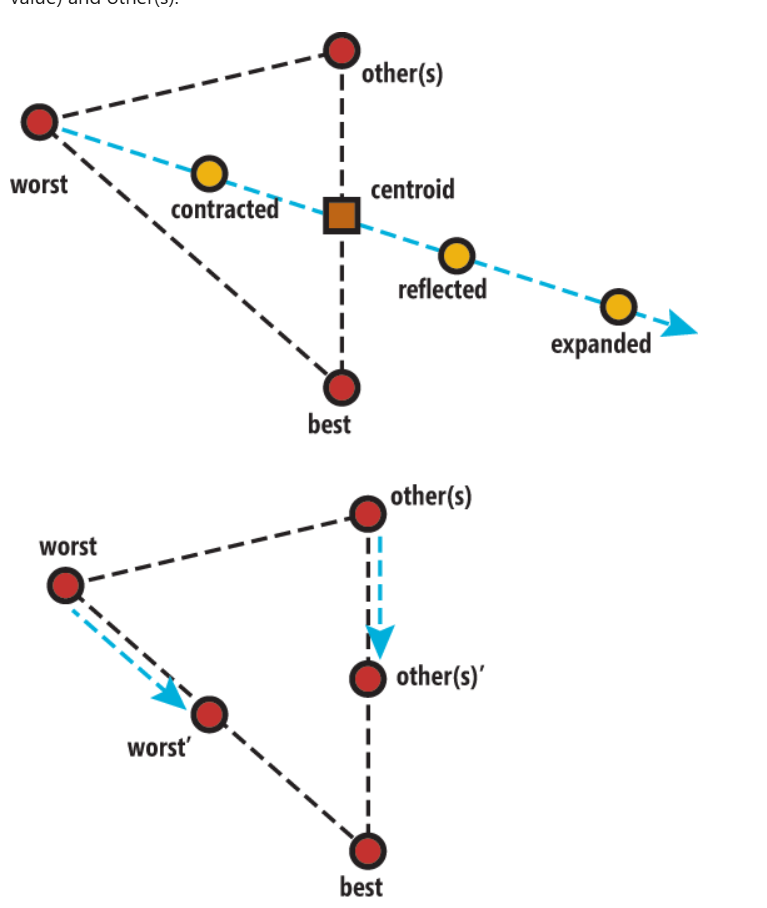 value) and other(s).
other(s)
worst
centroid
contracted
reflected
expanded
best
other(s)
worst
other(s)′
worst′
best